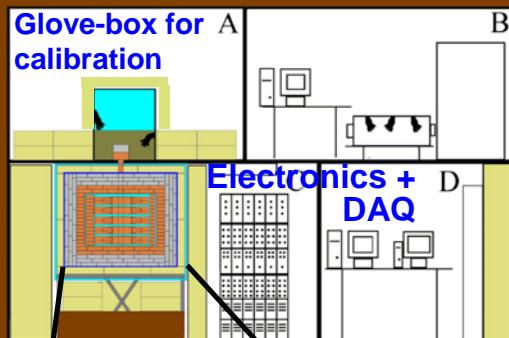 Glove-box for
calibration
A
B
Electronics +
DAQ
C
D